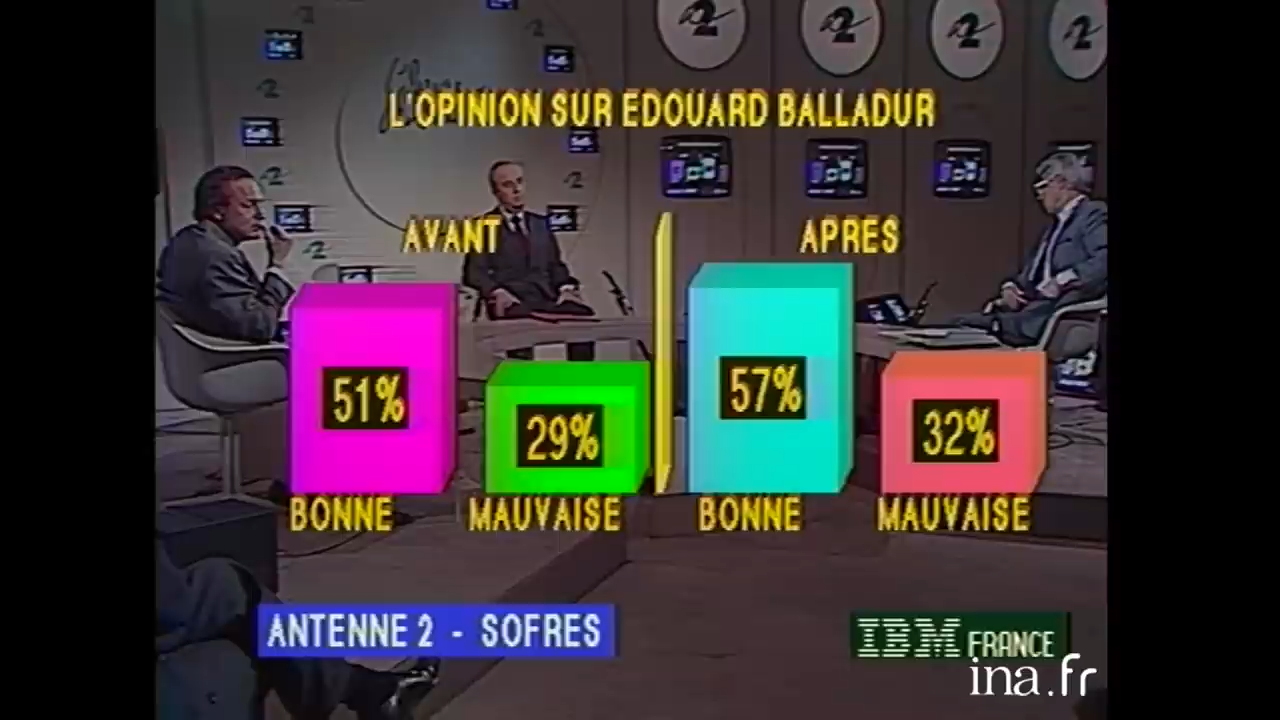 L'OPINION SUR EDOUARD BALLADUR
AVANT
APRES
51%
29%
57%
32%
BONNE
MAUVAISE
BONNE
MAUVAISE
ANTENNE 2 - SOFRES
IBM FRANCE
ina.fr